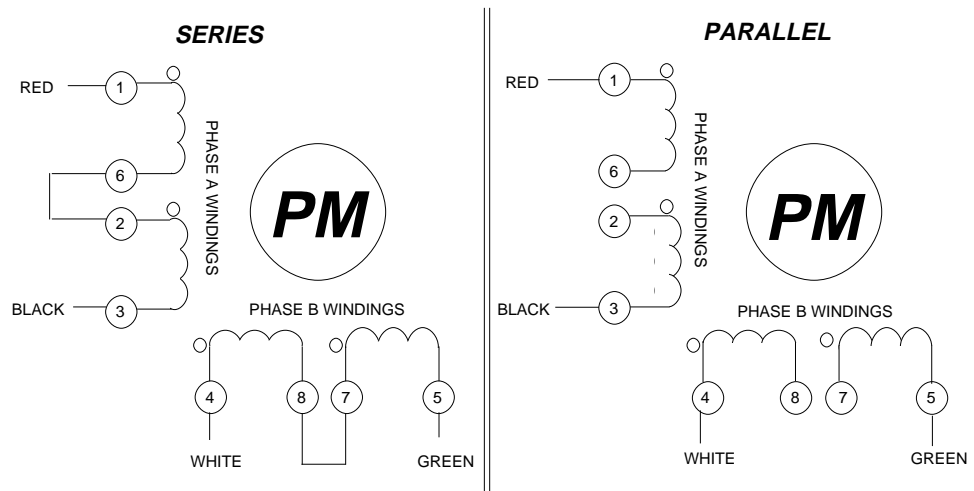 SERIES
RED
1
6
2
BLACK
3
PHASE A WINDINGS
PM
PHASE B WINDINGS
4
8
7
5
WHITE
GREEN
PARALLEL
RED
1
6
2
BLACK
3
PHASE A WINDINGS
PM
PHASE B WINDINGS
4
8
7
5
WHITE
GREEN